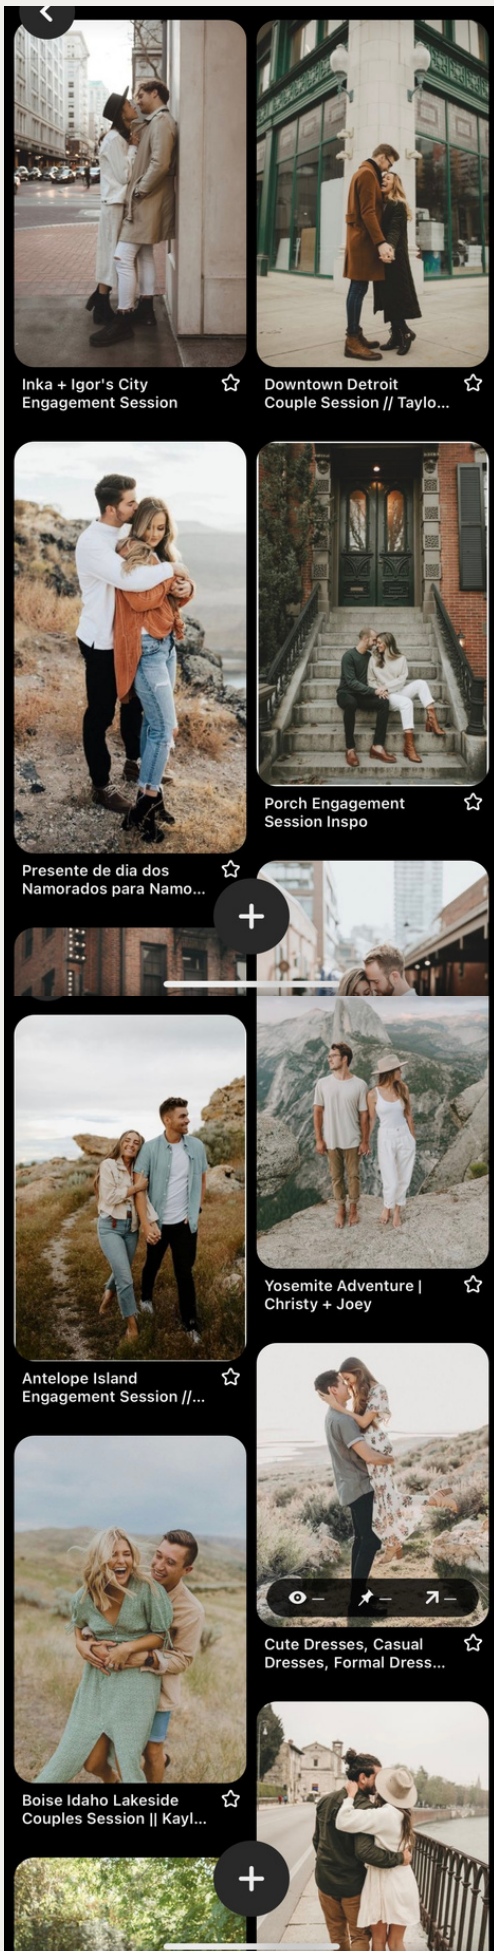 Inka + Igor's City
Engagement Session
Downtown Detroit
Couple Session // Taylo...
Presente de dia dos
Namorados para Namo...
Porch Engagement
Session Inspo
Antelope Island
Engagement Session //...
Yosemite Adventure |
Christy + Joey
Boise Idaho Lakeside
Couples Session || Kayl...
Cute Dresses, Casual
Dresses, Formal Dress...